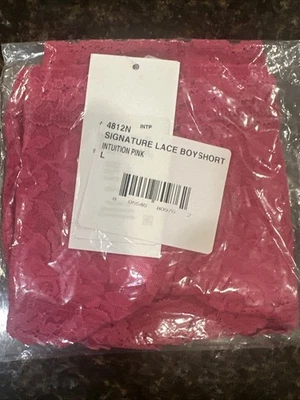 4812N INTP
SIGNATURE LACE BOYSHORT
INTUITION PINK
L